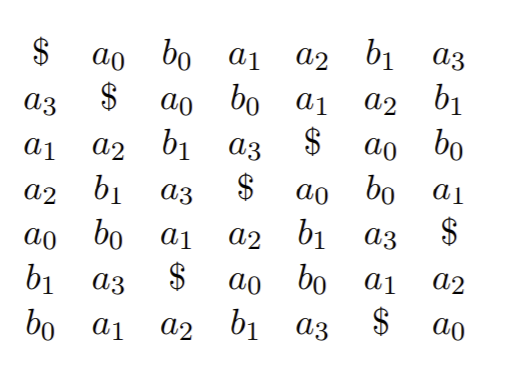 $ a₀ b₀ a₁ a₂ b₁ a₃
a₃ $ a₀ b₀ a₁ a₂ b₁
a₁ a₂ b₁ a₃ $ a₀ b₀
a₂ b₁ a₃ $ a₀ b₀ a₁
a₀ b₀ a₁ a₂ b₁ a₃ $
b₁ a₃ $ a₀ b₀ a₁ a₂
b₀ a₁ a₂ b₁ a₃ $ a₀